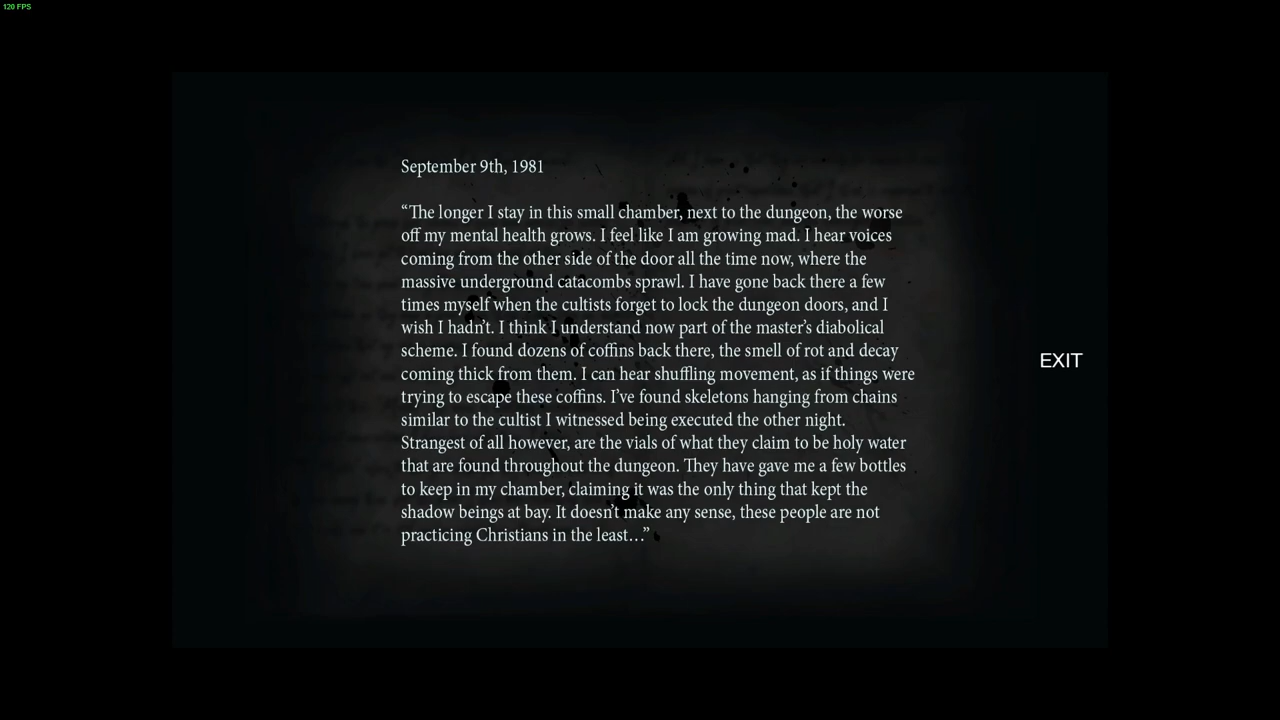 120 FPS
September 9th, 1981
“The longer I stay in this small chamber, next to the dungeon, the worse
off my mental health grows. I feel like I am growing mad. I hear voices
coming from the other side of the door all the time now, where the
massive underground catacombs sprawl. I have gone back there a few
times myself when the cultists forget to lock the dungeon doors, and I
wish I hadn’t. I think I understand now part of the master’s diabolical
scheme. I found dozens of coffins back there, the smell of rot and decay
coming thick from them. I can hear shuffling movement, as if things were
trying to escape these coffins. I’ve found skeletons hanging from chains
similar to the cultist I witnessed being executed the other night.
Strangest of all however, are the vials of what they claim to be holy water
that are found throughout the dungeon. They have gave me a few bottles
to keep in my chamber, claiming it was the only thing that kept the
shadow beings at bay. It doesn’t make any sense, these people are not
practicing Christians in the least…”
EXIT